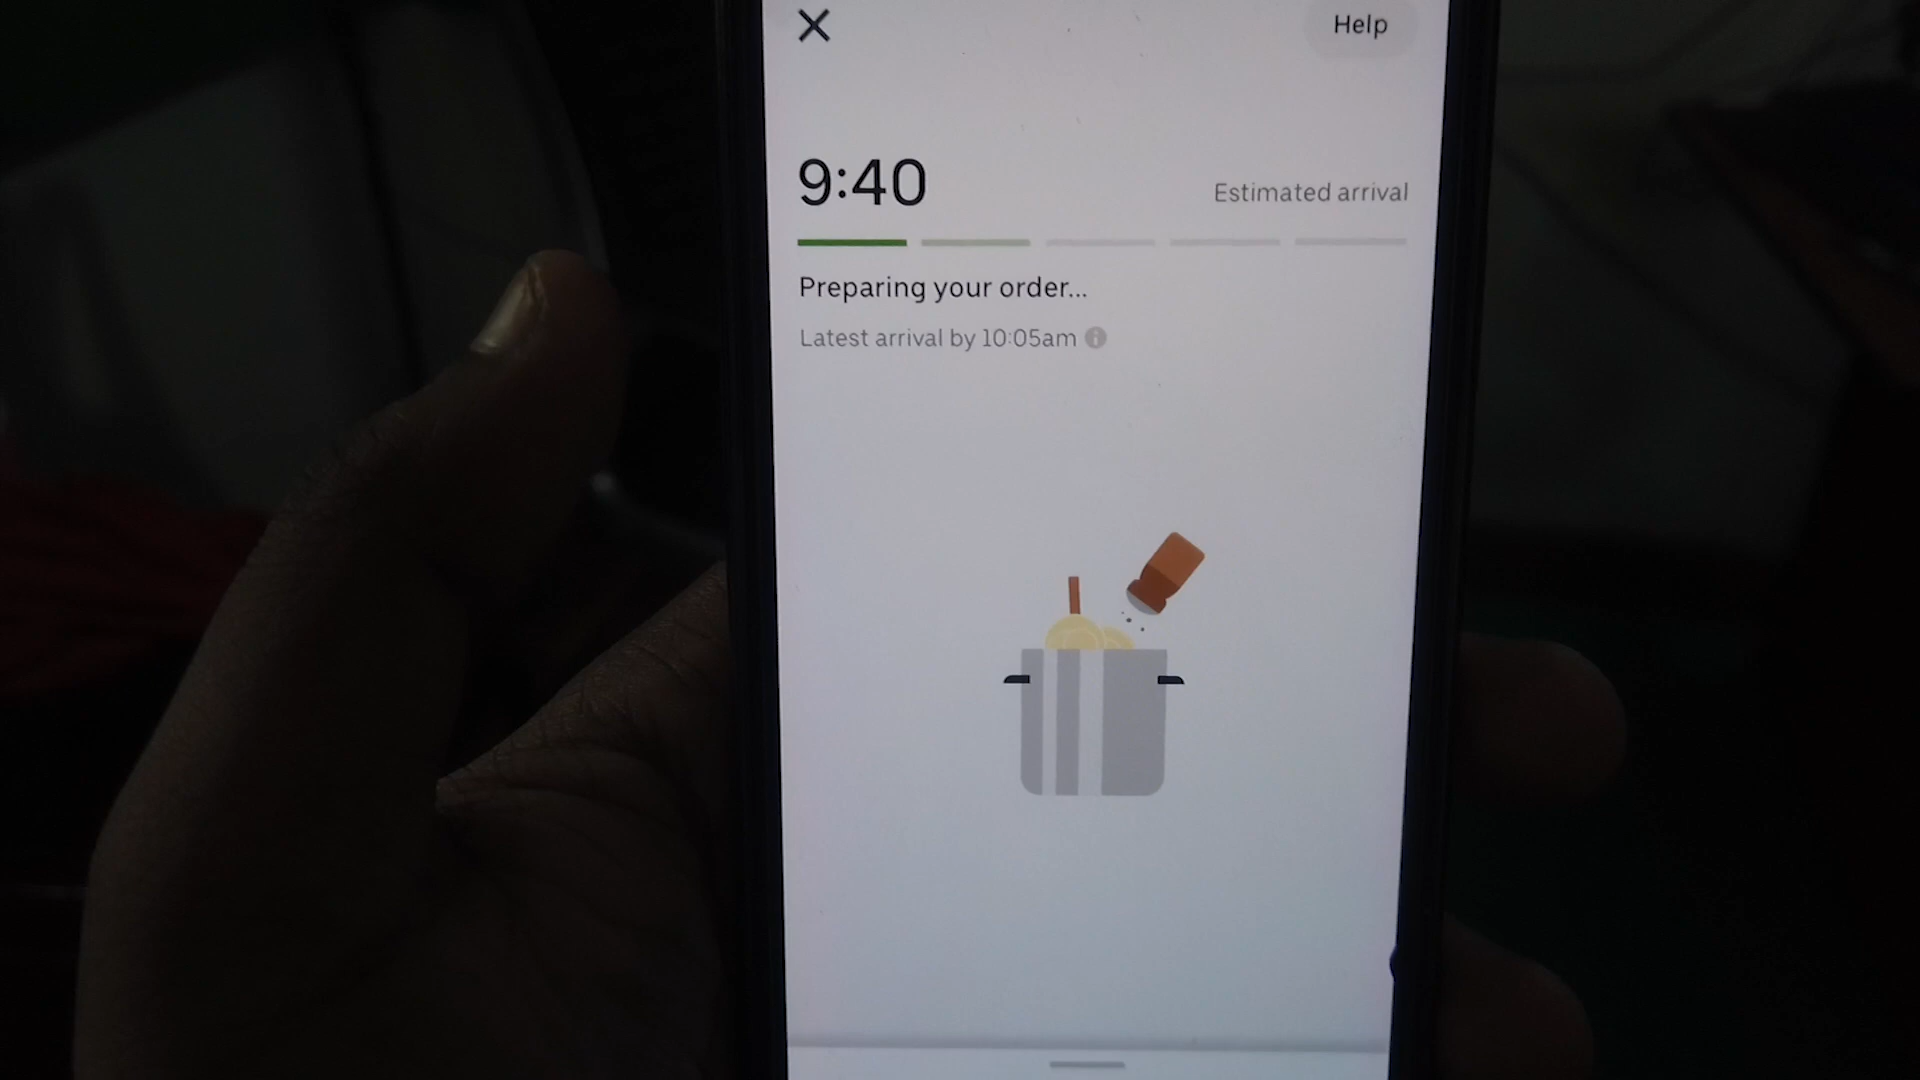 Help
9:40
Estimated arrival
Preparing your order...
Latest arrival by 10:05am